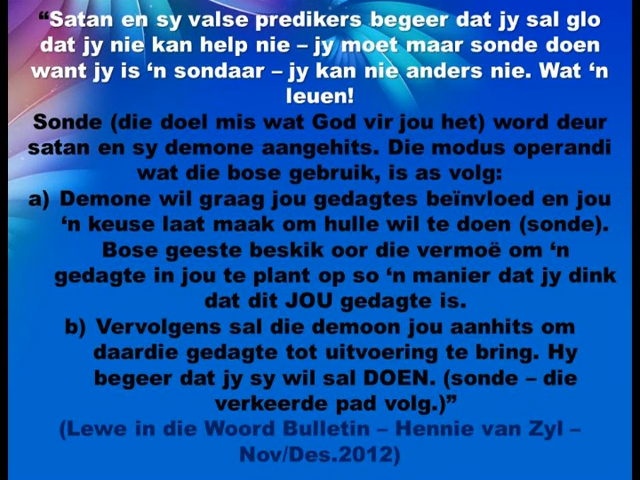 “Satan en sy valse predikers begeer dat jy sal glo
dat jy nie kan help nie – jy moet maar sonde doen
want jy is ‘n sondaar – jy kan nie anders nie. Wat ‘n
leuen!
Sonde (die doel mis wat God vir jou het) word deur
satan en sy demone aangehits. Die modus operandi
wat die bose gebruik, is as volg:
a) Demone wil graag jou gedagtes beïnvloed en jou
‘n keuse laat maak om hulle wil te doen (sonde).
Bose geeste beskik oor die vermoë om ‘n
gedagte in jou te plant op so ‘n manier dat jy dink
dat dit JOU gedagte is.
b) Vervolgens sal die demoon jou aanhits om
daardie gedagte tot uitvoering te bring. Hy
begeer dat jy sy wil sal DOEN. (sonde – die
verkeerde pad volg.)”
(Lewe in die Woord Bulletin – Hennie van Zyl –
Nov/Des.2012)